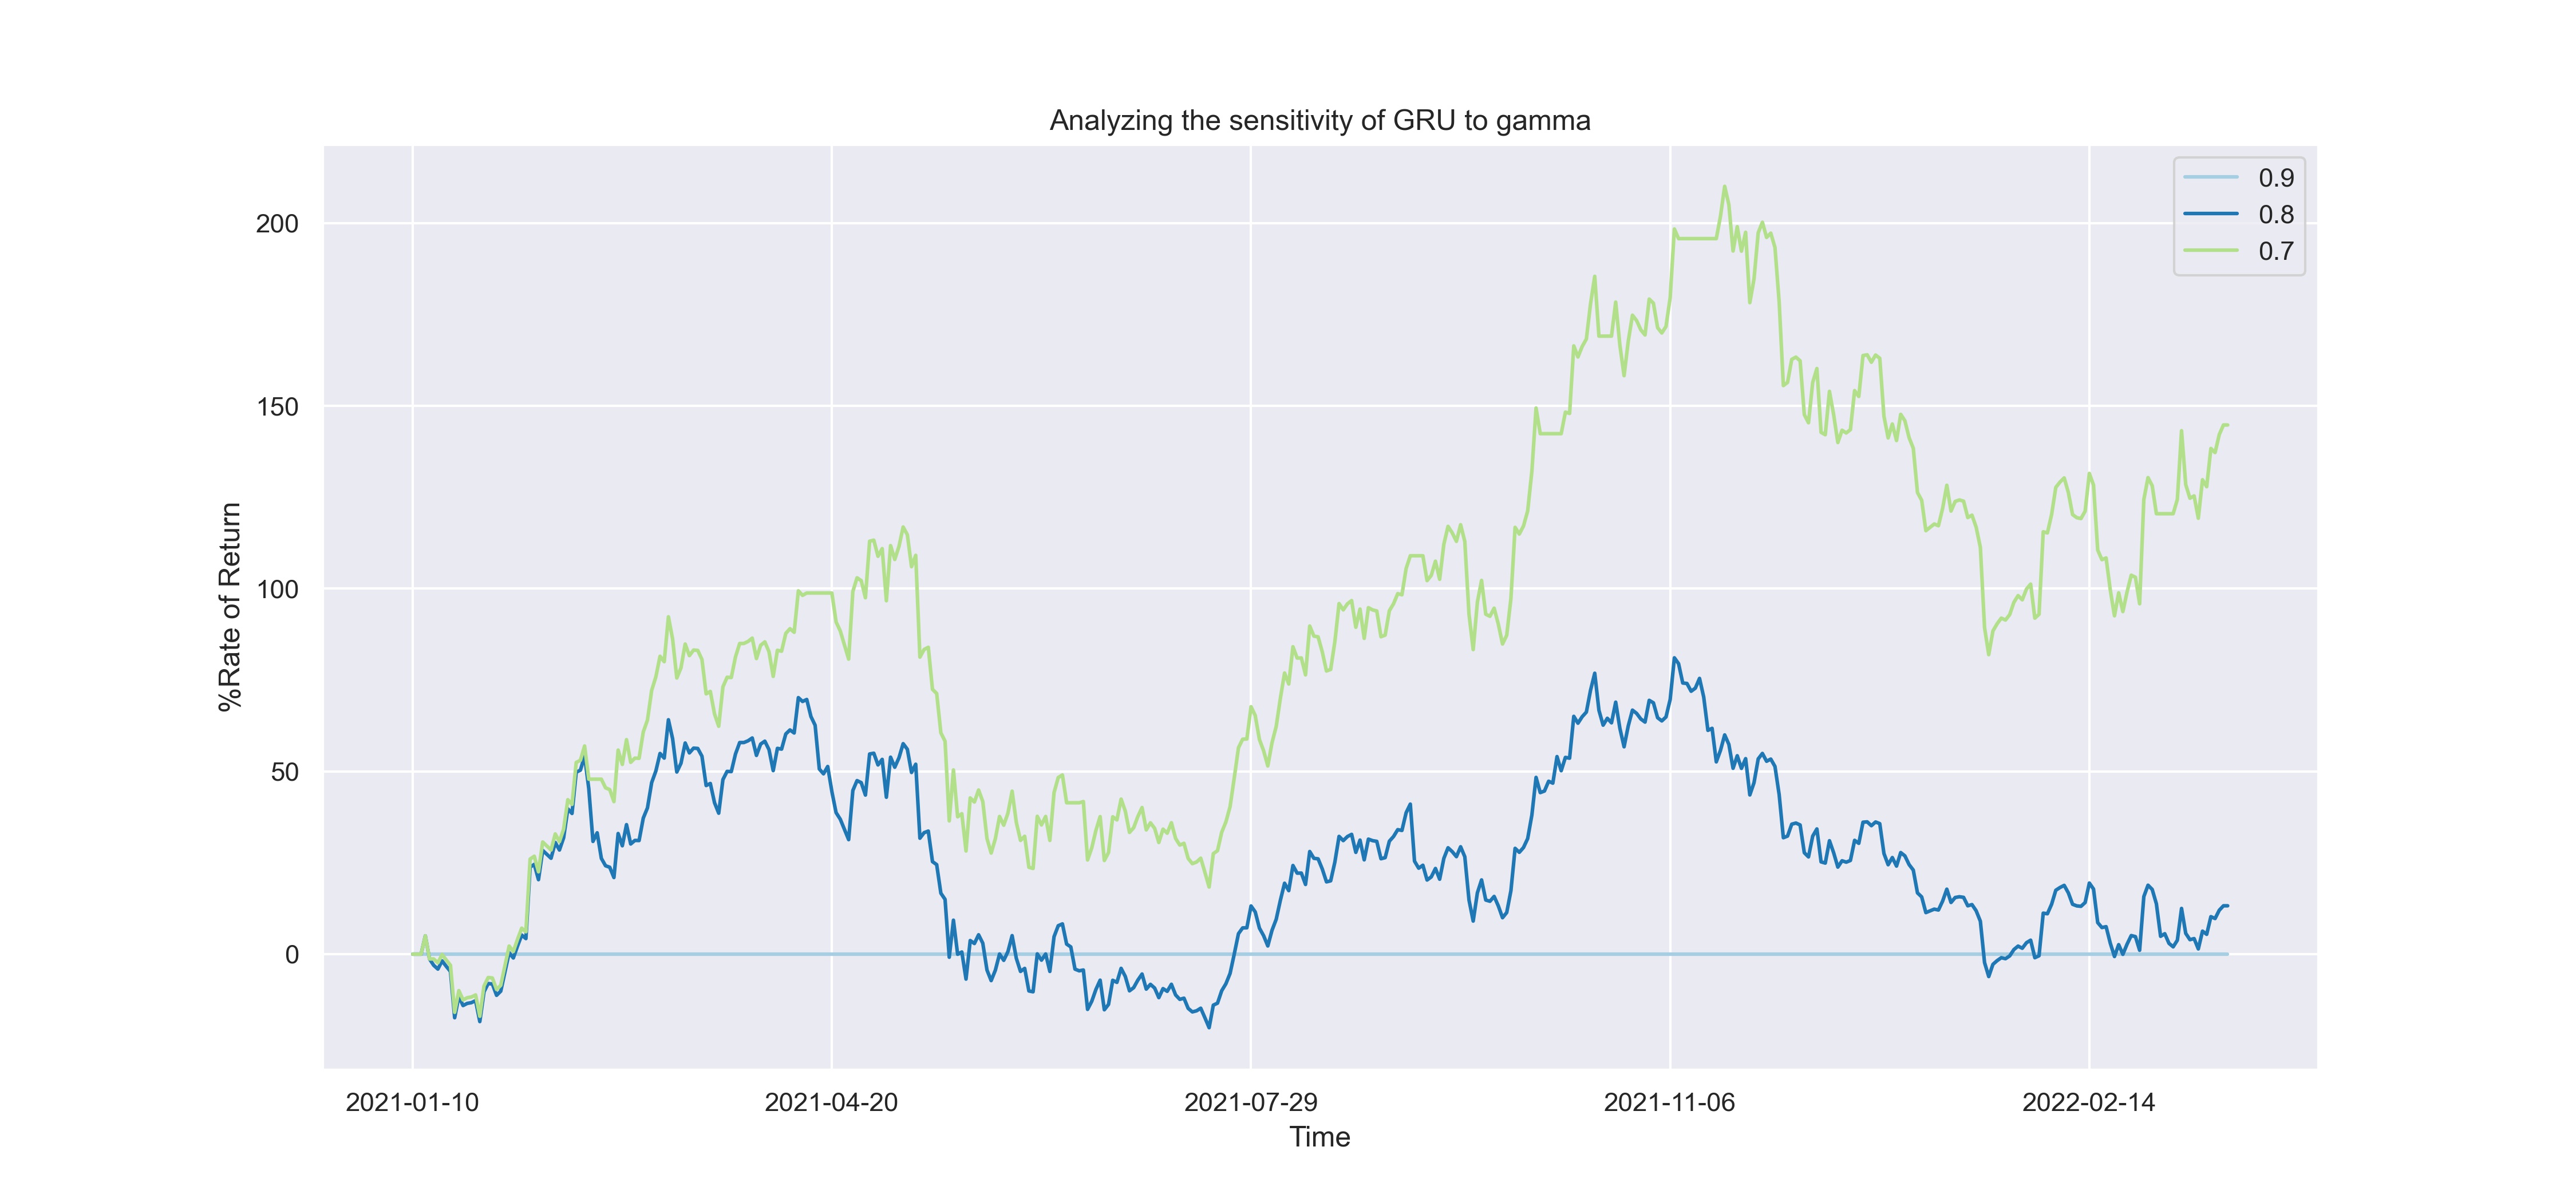 Analyzing the sensitivity of GRU to gamma
0.9
0.8
0.7
200
150
100
50
0
%Rate of Return
2021-01-10 2021-04-20 2021-07-29 2021-11-06 2022-02-14
Time